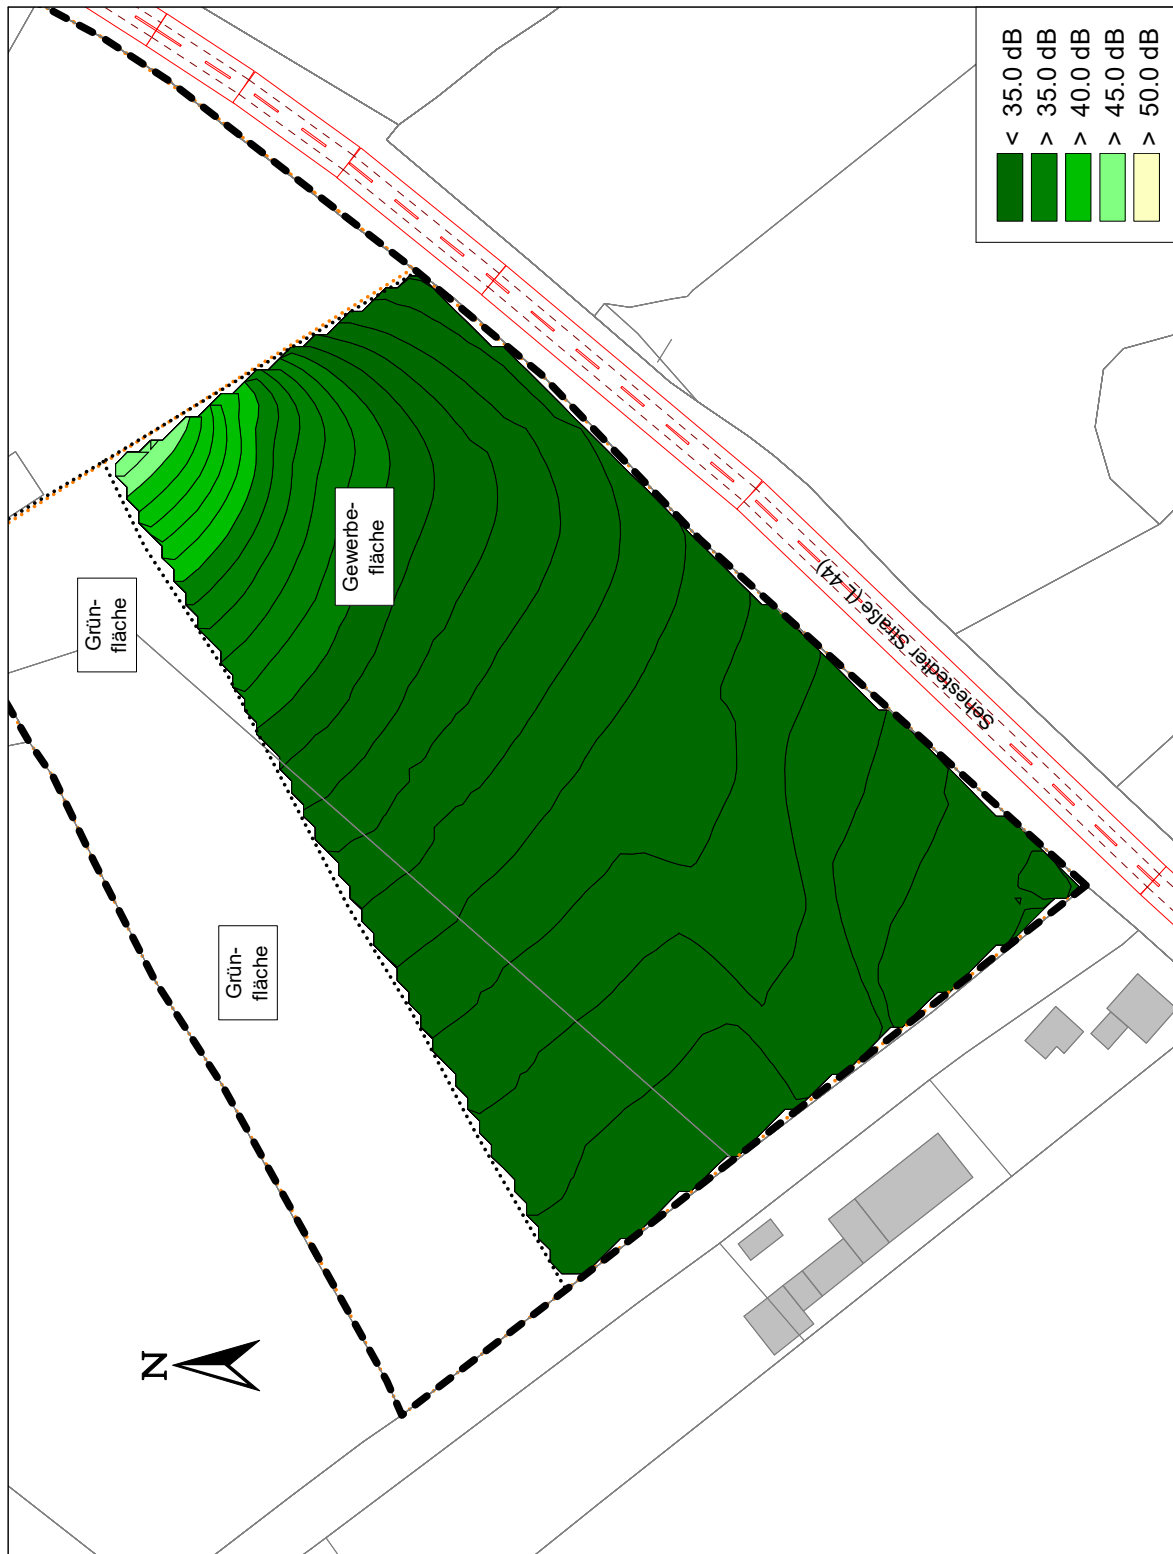 Grün-
fläche
Gewerbe-
fläche
Grün-
fläche
Sehestedter Straße (L 44)
N
< 35.0 dB
> 35.0 dB
> 40.0 dB
> 45.0 dB
> 50.0 dB